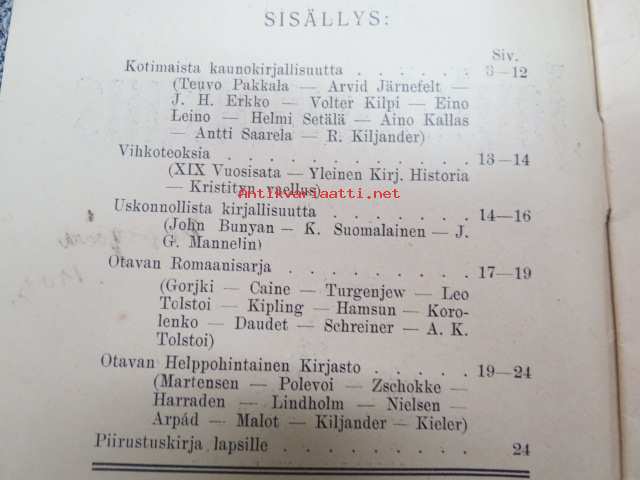 SISÄLLYS:
Siv.
Kotimaista kaunokirjallisuutta . . . . . . 3—12
(Teuvo Pakkala — Arvid Järnefelt —
J. H. Erkko — Volter Kilpi — Eino
Leino — Helmi Setälä — Aino Kallas
— Antti Saarela — R. Kiljander)
Vihkoteoksia . . . . . . . . . . . 13—14
(XIX Vuosisata — Yleinen Kirj. Historia
— Kristityn vaellus)
antikvariaatti.net
Uskonnollista kirjallisuutta . . . . . . . 14—16
(John Bunyan — K. Suomalainen — J.
G. Mannelin)
Otavan Romaanisarja . . . . . . . . 17—19
(Gorjki — Caine — Turgenjew — Leo
Tolstoi — Kipling — Hamsun — Koro-
lenko — Daudet — Schreiner — A. K.
Tolstoi)
Otavan Helppohintainen Kirjasto . . . . . 19—24
(Martensen — Polevoi — Zschokke —
Harraden — Lindholm — Nielsen —
Arpád — Malot — Kiljander — Kieler)
Piirustuskirja lapsille . . . . . . . . 24